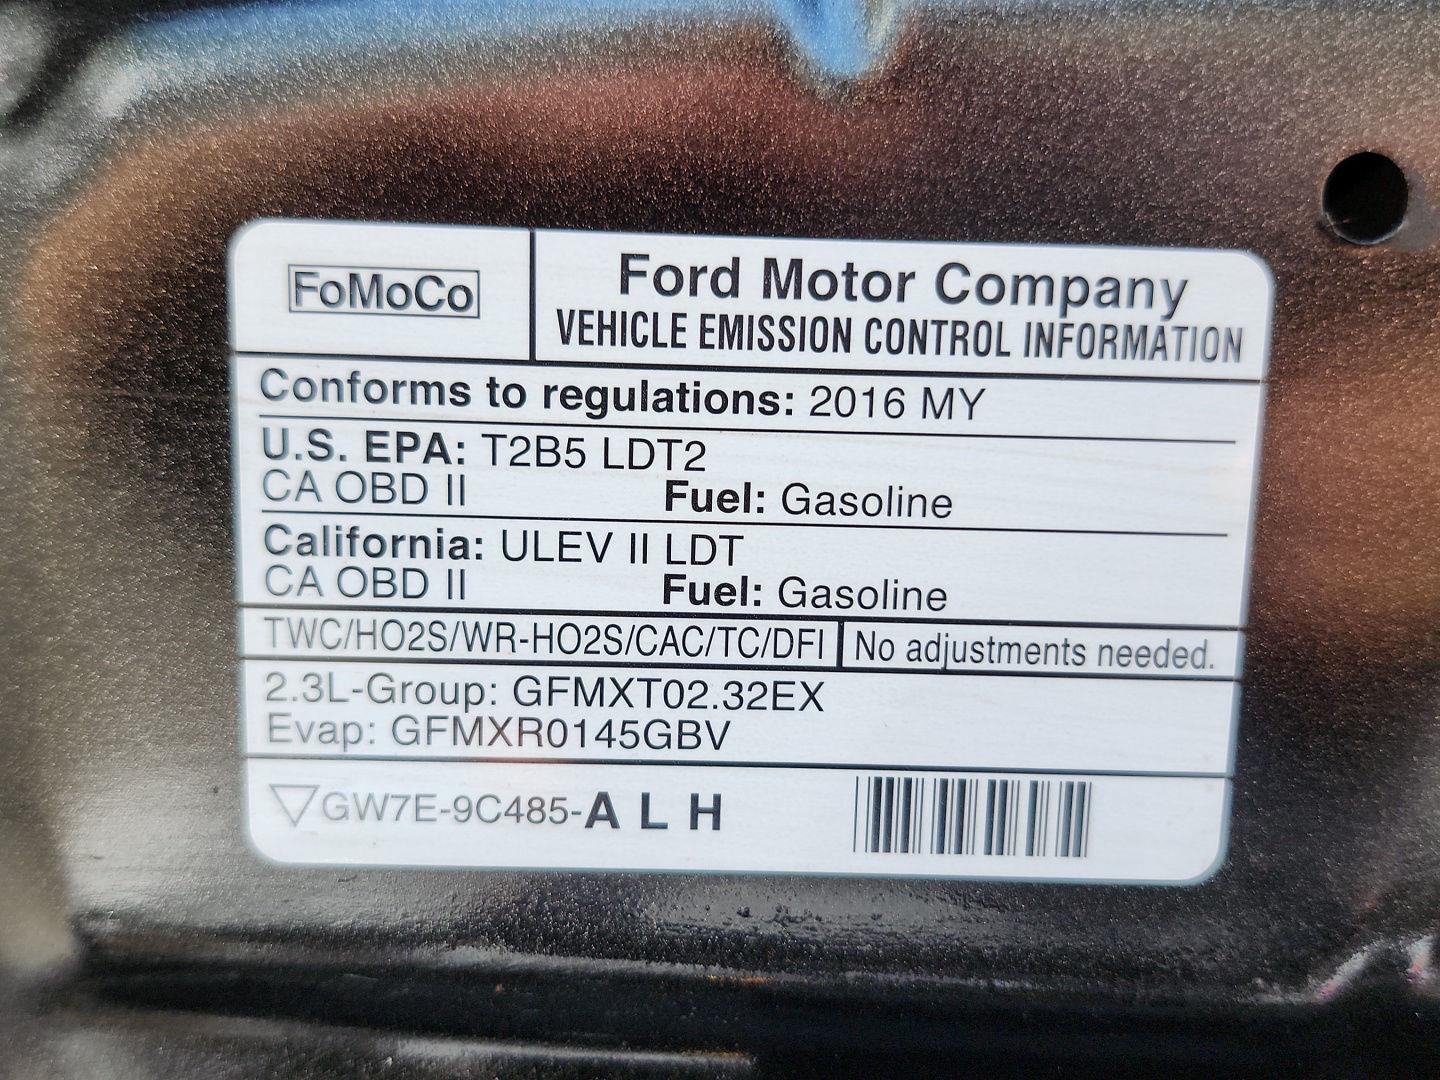 FoMoCo
Ford Motor Company
VEHICLE EMISSION CONTROL INFORMATION
Conforms to regulations: 2016 MY
U.S. EPA: T2B5 LDT2
CA OBD II Fuel: Gasoline
California: ULEV II LDT
CA OBD II Fuel: Gasoline
TWC/HO2S/WR-HO2S/CAC/TC/DFI No adjustments needed.
2.3L-Group: GFMXT02.32EX
Evap: GFMXR0145GBV
GW7E-9C485-A L H